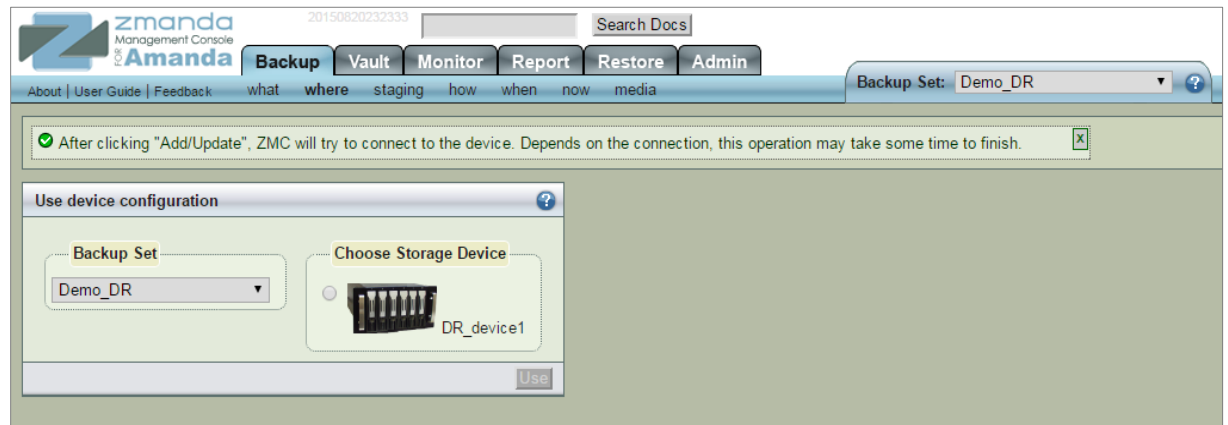 zmanda
Management Console
FOR Amanda
20150820232333
Search Docs
Backup Vault Monitor Report Restore Admin
About | User Guide | Feedback
what where staging how when now media
Backup Set: Demo_DR
After clicking "Add/Update", ZMC will try to connect to the device. Depends on the connection, this operation may take some time to finish.
x
Use device configuration
Backup Set
Demo_DR
Choose Storage Device
DR_device1
Use